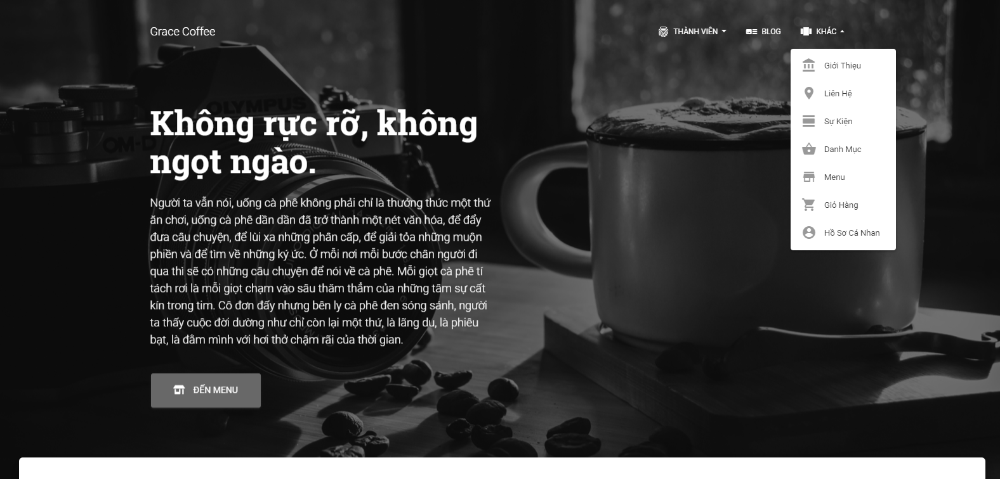 Grace Coffee
THÀNH VIÊN
BLOG
KHÁC
Giới Thiệu
Liên Hệ
Sự Kiện
Danh Mục
Menu
Giỏ Hàng
Hồ Sơ Cá Nhan
OLYMPUS
OM-D
Không rực rỡ, không
ngọt ngào.
Người ta vẫn nói, uống cà phê không phải chỉ là thưởng thức một thứ
ăn chơi, uống cà phê dần dần đã trở thành một nét văn hóa, để đẩy
đưa câu chuyện, để lùi xa những phân cấp, để giải tỏa những muộn
phiền và để tìm về những ký ức. Ở mỗi nơi mỗi bước chân người đi
qua thì sẽ có những câu chuyện để nói về cà phê. Mỗi giọt cà phê tí
tách rơi là mỗi giọt chạm vào sâu thăm thẳm của những tâm sự cất
kín trong tim. Cô đơn đấy nhưng bên ly cà phê đen sóng sánh, người
ta thấy cuộc đời dường như chỉ còn lại một thứ, là lãng du, là phiêu
bạt, là đằm mình với hơi thở chậm rãi của thời gian.
ĐẾN MENU